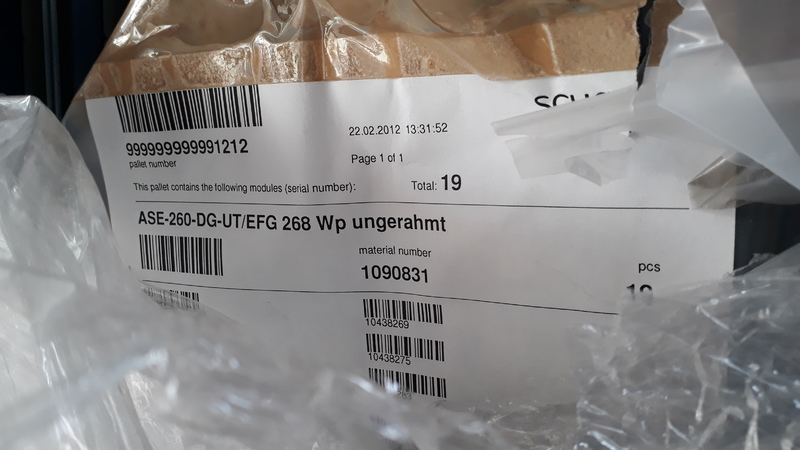 999999999991212
pallet number
22.02.2012 13:31:52
Page 1 of 1
This pallet contains the following modules (serial number):
Total: 19
ASE-260-DG-UT/EFG 268 Wp ungerahmt
material number
1090831
pcs
10438269
10438275